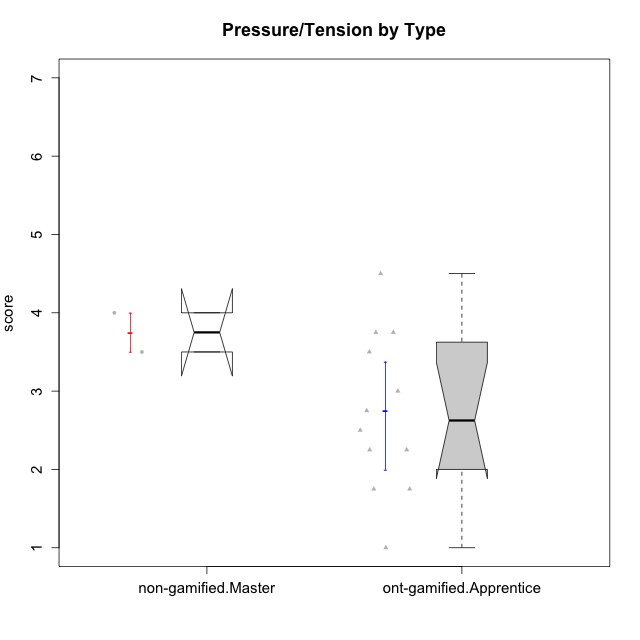 Pressure/Tension by Type
score
7
6
5
4
3
2
1
non-gamified.Master
ont-gamified.Apprentice